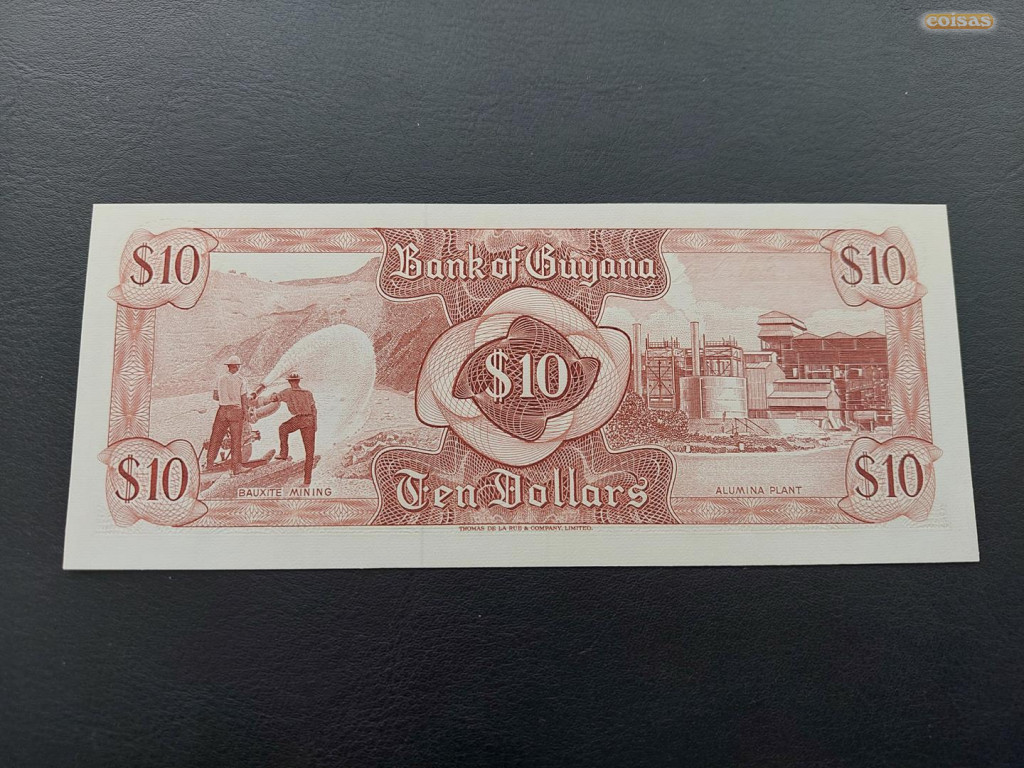 coisas
$10
Bank of Guyana
$10
$10
$10
BAUXITE MINING
Ten Dollars
ALUMINA PLANT
$10
THOMAS DE LA RUE & COMPANY, LIMITED.